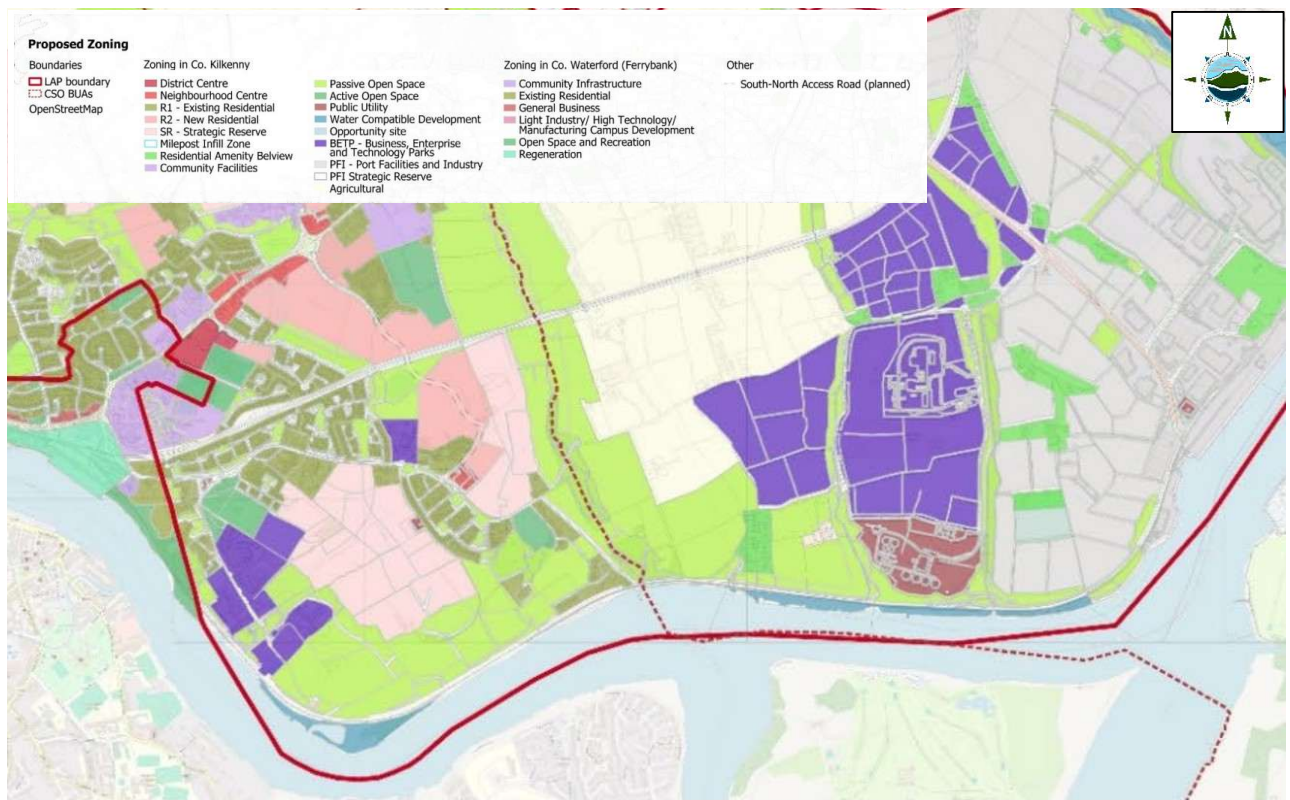 Proposed Zoning
Boundaries
LAP boundary
CSO BUAs
OpenStreetMap
Zoning in Co. Kilkenny
District Centre
Neighbourhood Centre
R1 - Existing Residential
R2 - New Residential
SR - Strategic Reserve
Milepost Infill Zone
Residential Amenity Belview
Community Facilities
Passive Open Space
Active Open Space
Public Utility
Water Compatible Development
Opportunity site
BETP - Business, Enterprise
and Technology Parks
PFI - Port Facilities and Industry
PFI Strategic Reserve
Agricultural
Zoning in Co. Waterford (Ferrybank)
Community Infrastructure
Existing Residential
General Business
Light Industry/ High Technology/
Manufacturing Campus Development
Open Space and Recreation
Regeneration
Other
South-North Access Road (planned)
N